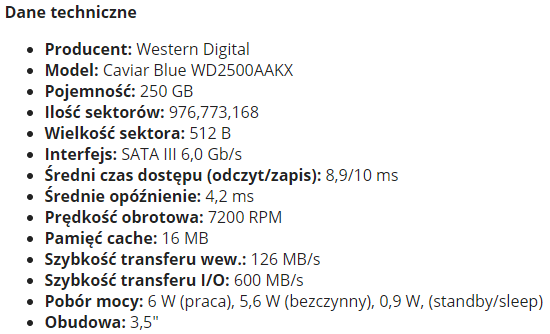 Dane techniczne
• Producent: Western Digital
• Model: Caviar Blue WD2500AAKX
• Pojemność: 250 GB
• Ilość sektorów: 976,773,168
• Wielkość sektora: 512 B
• Interfejs: SATA III 6,0 Gb/s
• Średni czas dostępu (odczyt/zapis): 8,9/10 ms
• Średnie opóźnienie: 4,2 ms
• Prędkość obrotowa: 7200 RPM
• Pamięć cache: 16 MB
• Szybkość transferu wew.: 126 MB/s
• Szybkość transferu I/O: 600 MB/s
• Pobór mocy: 6 W (praca), 5,6 W (bezczynny), 0,9 W, (standby/sleep)
• Obudowa: 3,5"